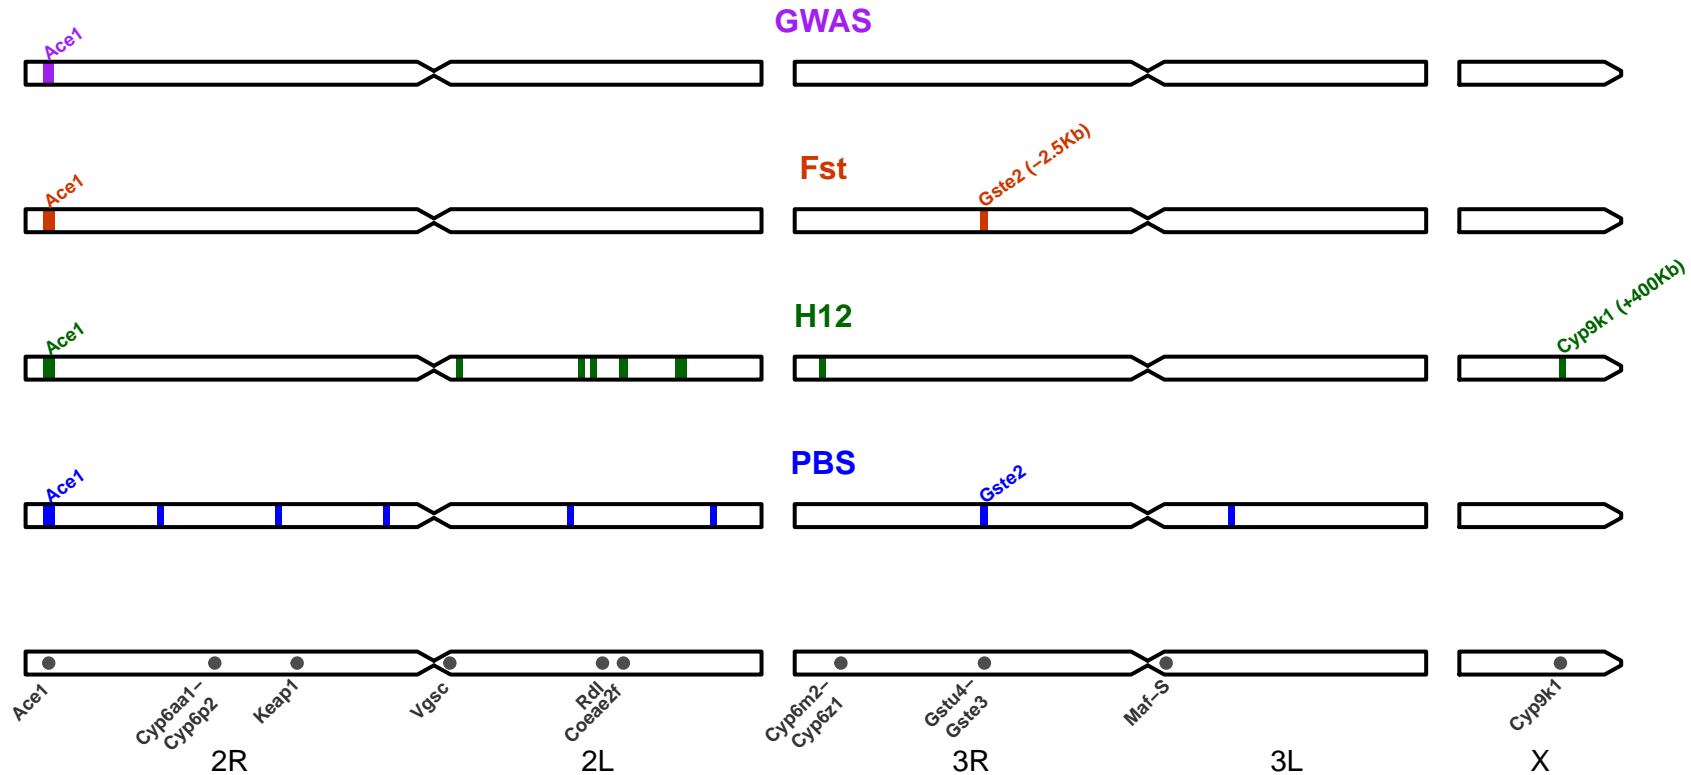 GWAS
Ace1
Fst
Ace1
Gste2 (−2.5Kb)
H12
Ace1
Cyp9k1 (+400Kb)
PBS
Ace1
Gste2
Ace1
Cyp6aa1−
Cyp6p2
Keap1
Vgsc
Rdl
Coeae2f
Cyp6m2−
Cyp6z1
Gstu4−
Gste3
Maf−S
Cyp9k1
2R
2L
3R
3L
X